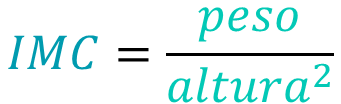 IMC = peso / altura²